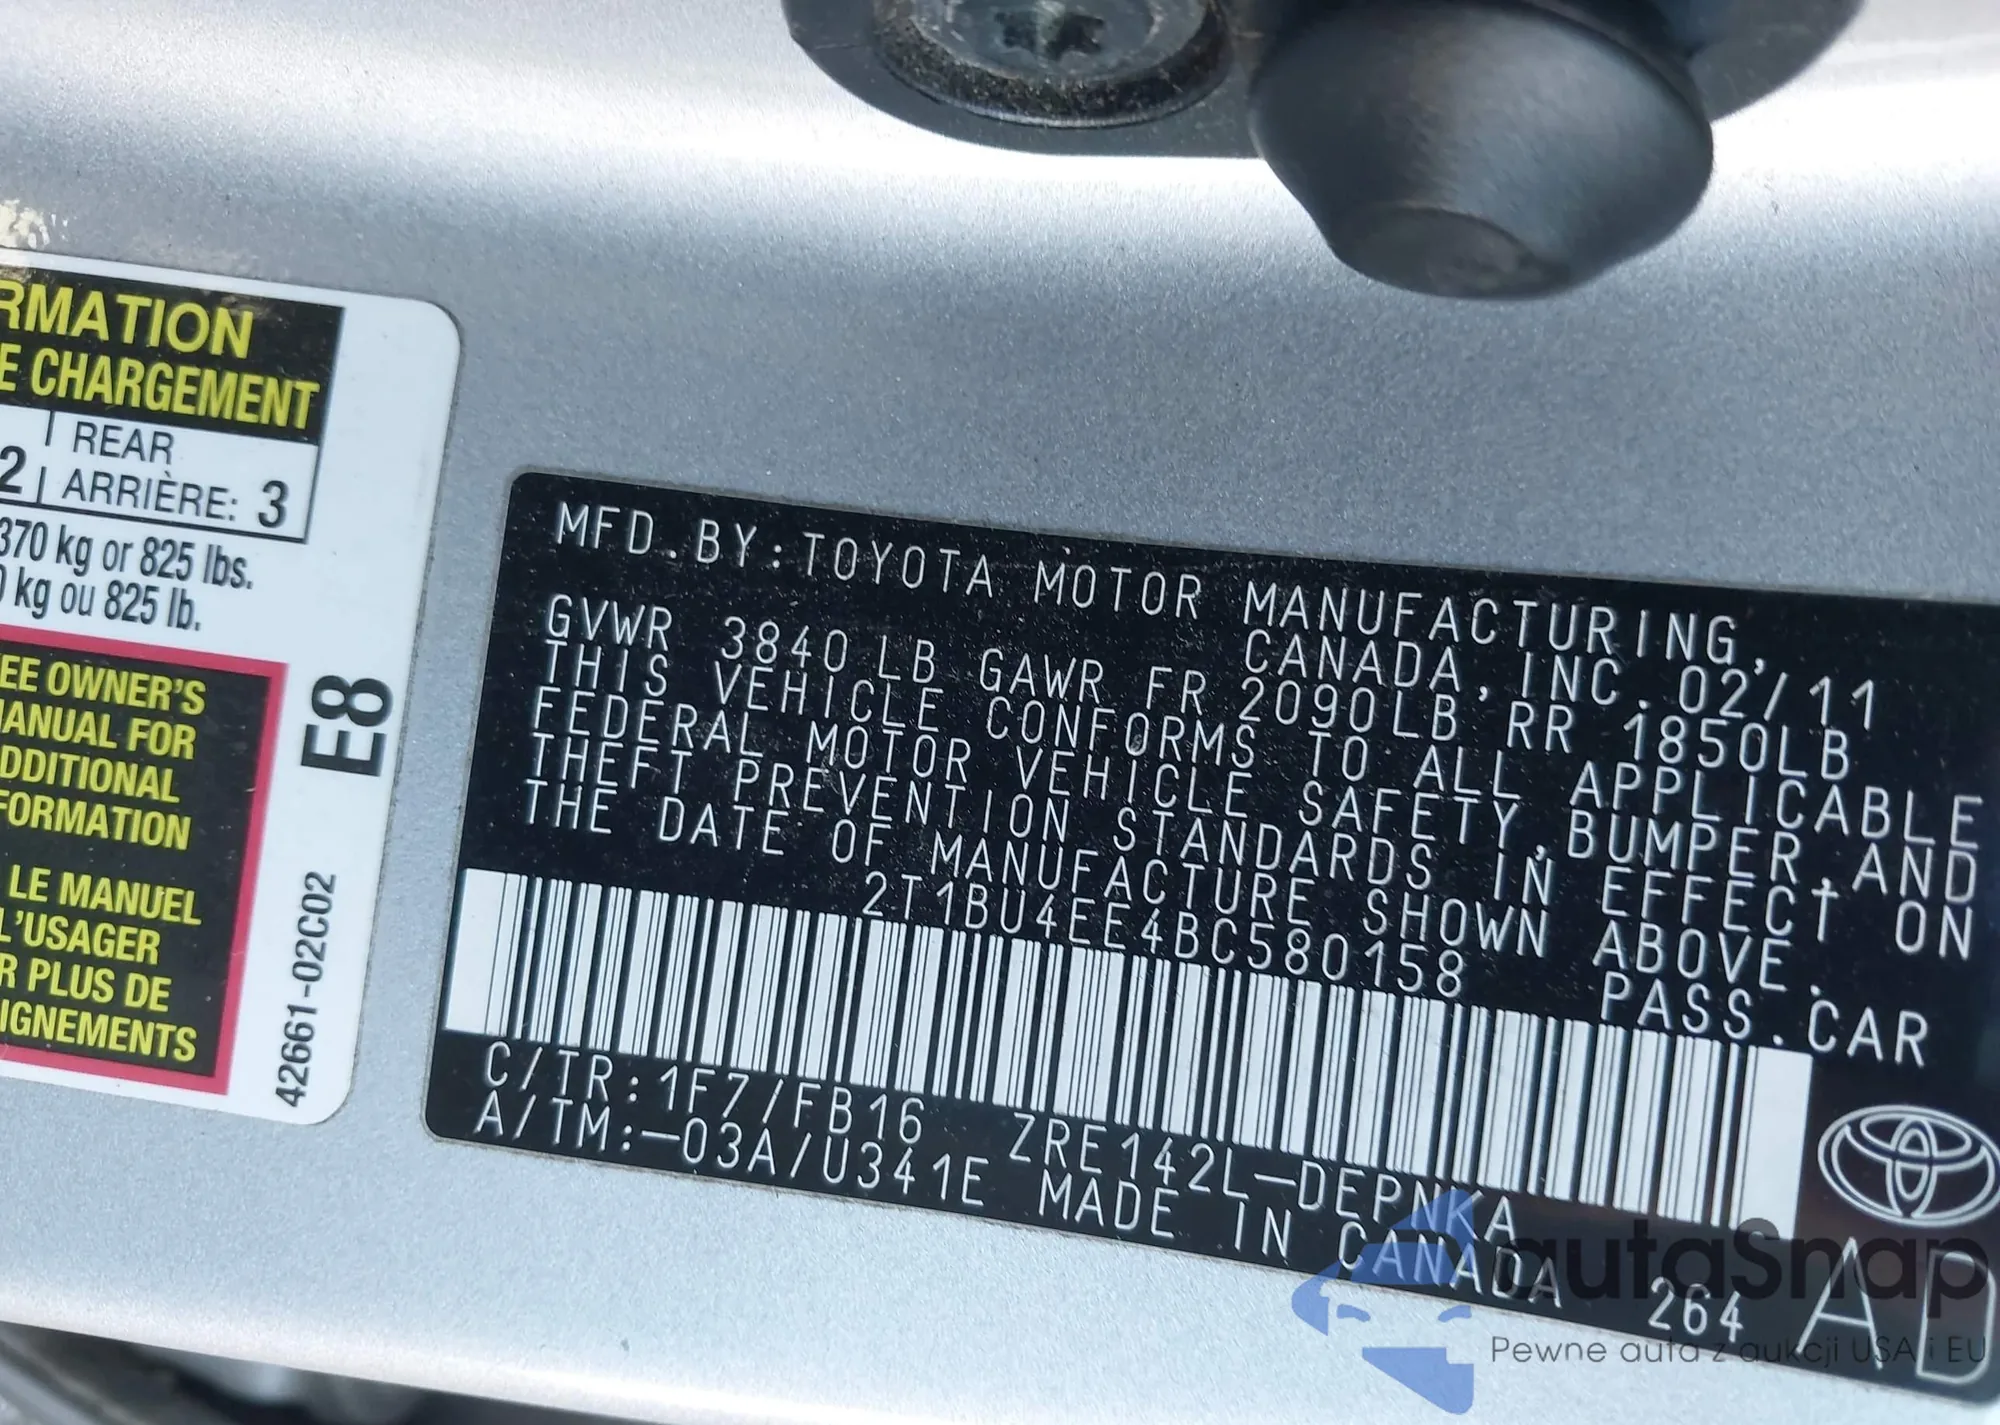 RMATION
E CHARGEMENT
REAR
2 ARRIÈRE: 3
370 kg or 825 lbs.
0 kg ou 825 lb.
EE OWNER'S
ANUAL FOR
DDITIONAL
FORMATION
LE MANUEL
L'USAGER
R PLUS DE
IGNEMENTS
E8
42661-02C02
MFD.BY:TOYOTA MOTOR MANUFACTURING,
CANADA,INC.02/11
GVWR 3840LB GAWR FR 2090LB RR 1850LB
THIS VEHICLE CONFORMS TO ALL APPLICABLE
FEDERAL MOTOR VEHICLE SAFETY,BUMPER,AND
THEFT PREVENTION STANDARDS IN EFFECT ON
THE DATE OF MANUFACTURE SHOWN ABOVE.
2T1BU4EE4BC580158 PASS.CAR
C/TR:1F7/FB16 ZRE142L-DEPNKA
A/TM:-03A/U341E MADE IN CANADA 264 AD
autaSnap
Pewne auta z aukcji USA i EU